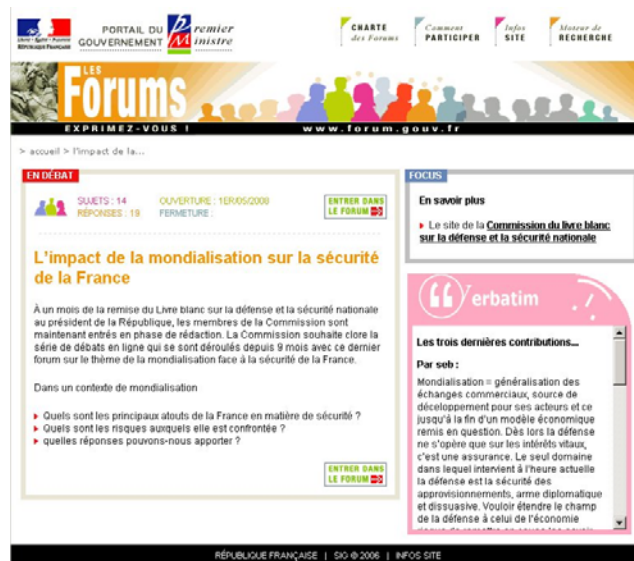 Liberté • Égalité • Fraternité
RÉPUBLIQUE FRANÇAISE
PORTAIL DU
GOUVERNEMENT
Premier
Ministre
CHARTE
des Forums
Comment
PARTICIPER
Infos
SITE
Moteur de
RECHERCHE
LES
Forums
EXPRIMEZ-VOUS !
www.forum.gouv.fr
> accueil > l'impact de la...
EN DÉBAT
SUJETS : 14
OUVERTURE : 1ER/05/2008
RÉPONSES : 19
FERMETURE :
ENTRER DANS
LE FORUM
L'impact de la mondialisation sur la sécurité
de la France
À un mois de la remise du Livre blanc sur la défense et la sécurité nationale
au président de la République, les membres de la Commission sont
maintenant entrés en phase de rédaction. La Commission souhaite clore la
série de débats en ligne qui se sont déroulés depuis 9 mois avec ce dernier
forum sur le thème de la mondialisation face à la sécurité de la France.
Dans un contexte de mondialisation
Quels sont les principaux atouts de la France en matière de sécurité ?
Quels sont les risques auxquels elle est confrontée ?
quelles réponses pouvons-nous apporter ?
ENTRER DANS
LE FORUM
FOCUS
En savoir plus
Le site de la Commission du livre blanc
sur la défense et la sécurité nationale
Verbatim
Les trois dernières contributions...
Par seb :
Mondialisation = généralisation des
échanges commerciaux, source de
déceloppement pour ses acteurs et ce
jusqu'à la fin d'un modèle économique
remis en question. Dès lors la défense
ne s'opère que sur les intérêts vitaux,
c'est une assurance. Le seul domaine
dans lequel intervient à l'heure actuelle
la défense est la sécurité des
approvisionnements, arme diplomatique
et dissuasive. Vouloir étendre le champ
de la défense à celui de l'économie
RÉPUBLIQUE FRANÇAISE | SIG © 2006 | INFOS SITE